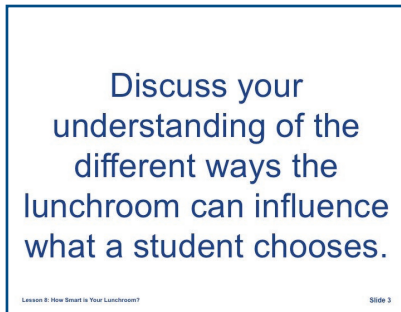 Discuss your
understanding of the
different ways the
lunchroom can influence
what a student chooses.
Lesson 8: How Smart is Your Lunchroom?
Slide 3